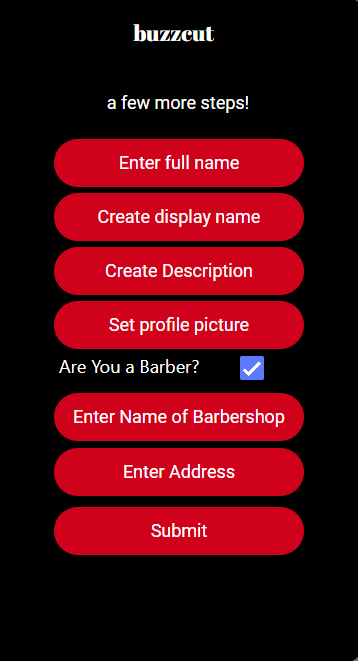 buzzcut
a few more steps!
Enter full name
Create display name
Create Description
Set profile picture
Are You a Barber?
Enter Name of Barbershop
Enter Address
Submit